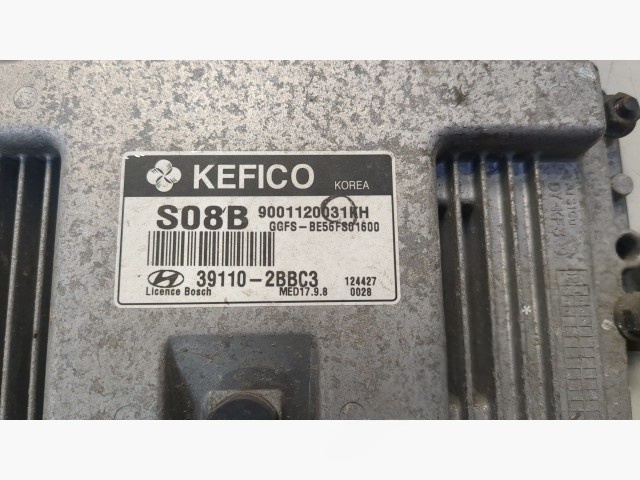 KEFICO KOREA
S08B 9001120031KH
GGFS-BE56FS01600
39110-2BBC3 124427
Licence Bosch MED17.9.8 0028